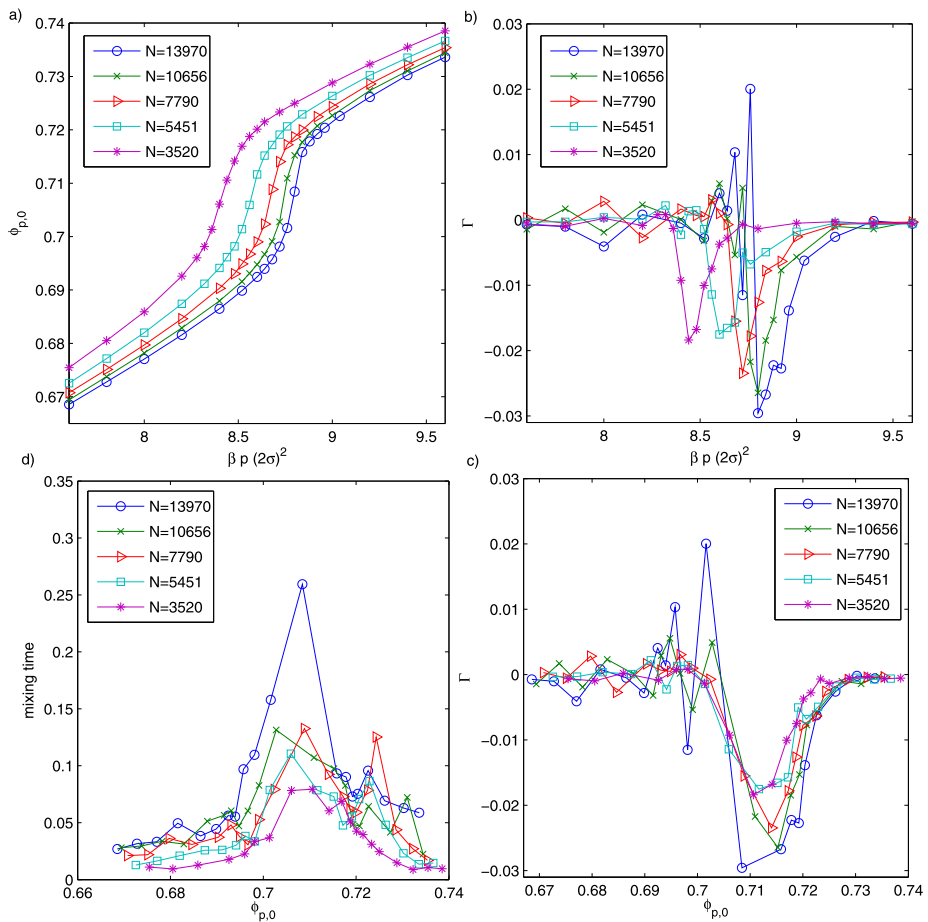 a)
0.74
0.73
0.72
0.71
0.7
0.69
0.68
0.67
ϕp,0
8
8.5
9
9.5
β p (2σ)²
N=13970
N=10656
N=7790
N=5451
N=3520
b)
0.03
0.02
0.01
0
−0.01
−0.02
−0.03
Γ
8
8.5
9
9.5
β p (2σ)²
N=13970
N=10656
N=7790
N=5451
N=3520
d)
0.35
0.3
0.25
0.2
0.15
0.1
0.05
0
mixing time
0.66
0.68
0.7
0.72
0.74
ϕp,0
N=13970
N=10656
N=7790
N=5451
N=3520
c)
0.03
0.02
0.01
0
−0.01
−0.02
−0.03
Γ
0.67
0.68
0.69
0.70
0.71
0.72
0.73
0.74
ϕp,0
N=13970
N=10656
N=7790
N=5451
N=3520